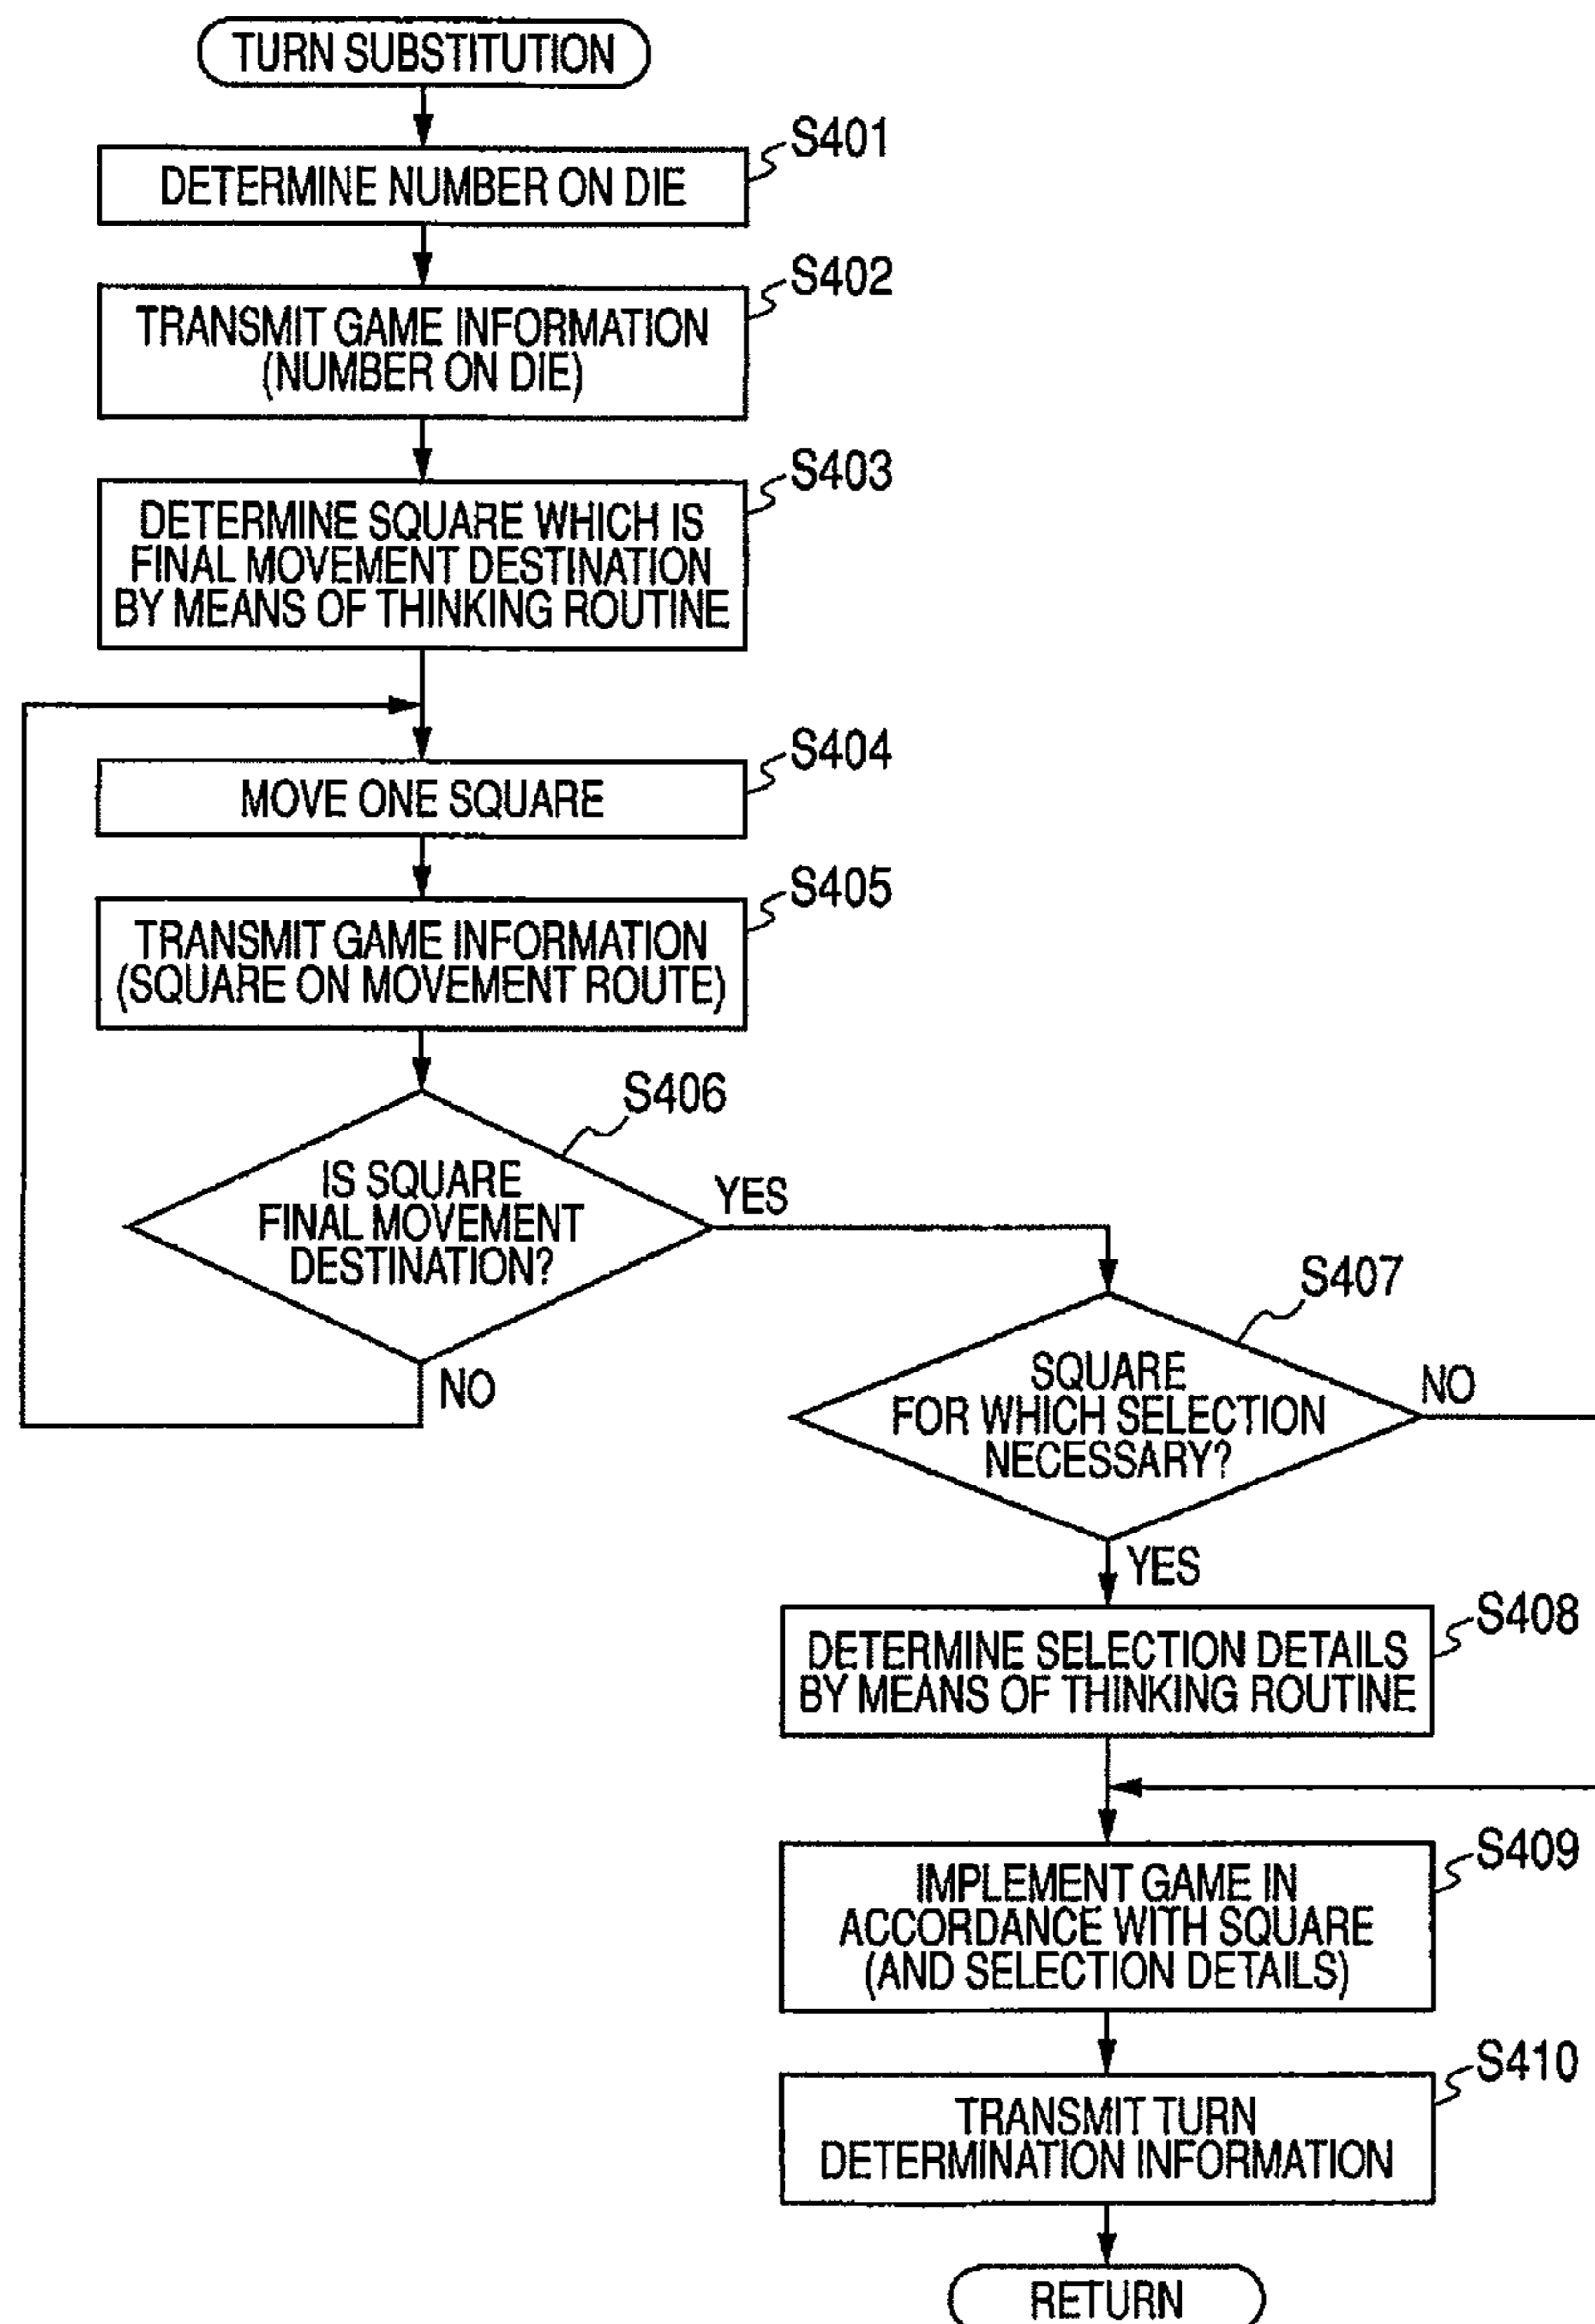 TURN SUBSTITUTION
S401
DETERMINE NUMBER ON DIE
S402
TRANSMIT GAME INFORMATION
(NUMBER ON DIE)
S403
DETERMINE SQUARE WHICH IS
FINAL MOVEMENT DESTINATION
BY MEANS OF THINKING ROUTINE
S404
MOVE ONE SQUARE
S405
TRANSMIT GAME INFORMATION
(SQUARE ON MOVEMENT ROUTE)
S406
IS SQUARE
FINAL MOVEMENT
DESTINATION?
YES
NO
S407
SQUARE
FOR WHICH SELECTION
NECESSARY?
NO
YES
S408
DETERMINE SELECTION DETAILS
BY MEANS OF THINKING ROUTINE
S409
IMPLEMENT GAME IN
ACCORDANCE WITH SQUARE
(AND SELECTION DETAILS)
S410
TRANSMIT TURN
DETERMINATION INFORMATION
RETURN